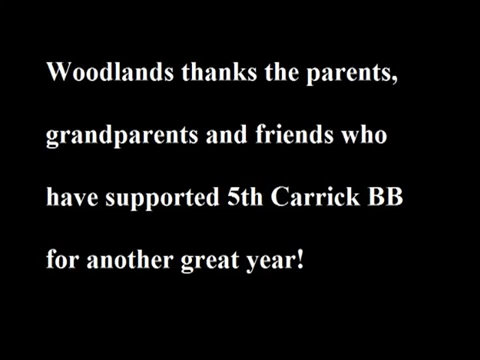 Woodlands thanks the parents,
grandparents and friends who
have supported 5th Carrick BB
for another great year!